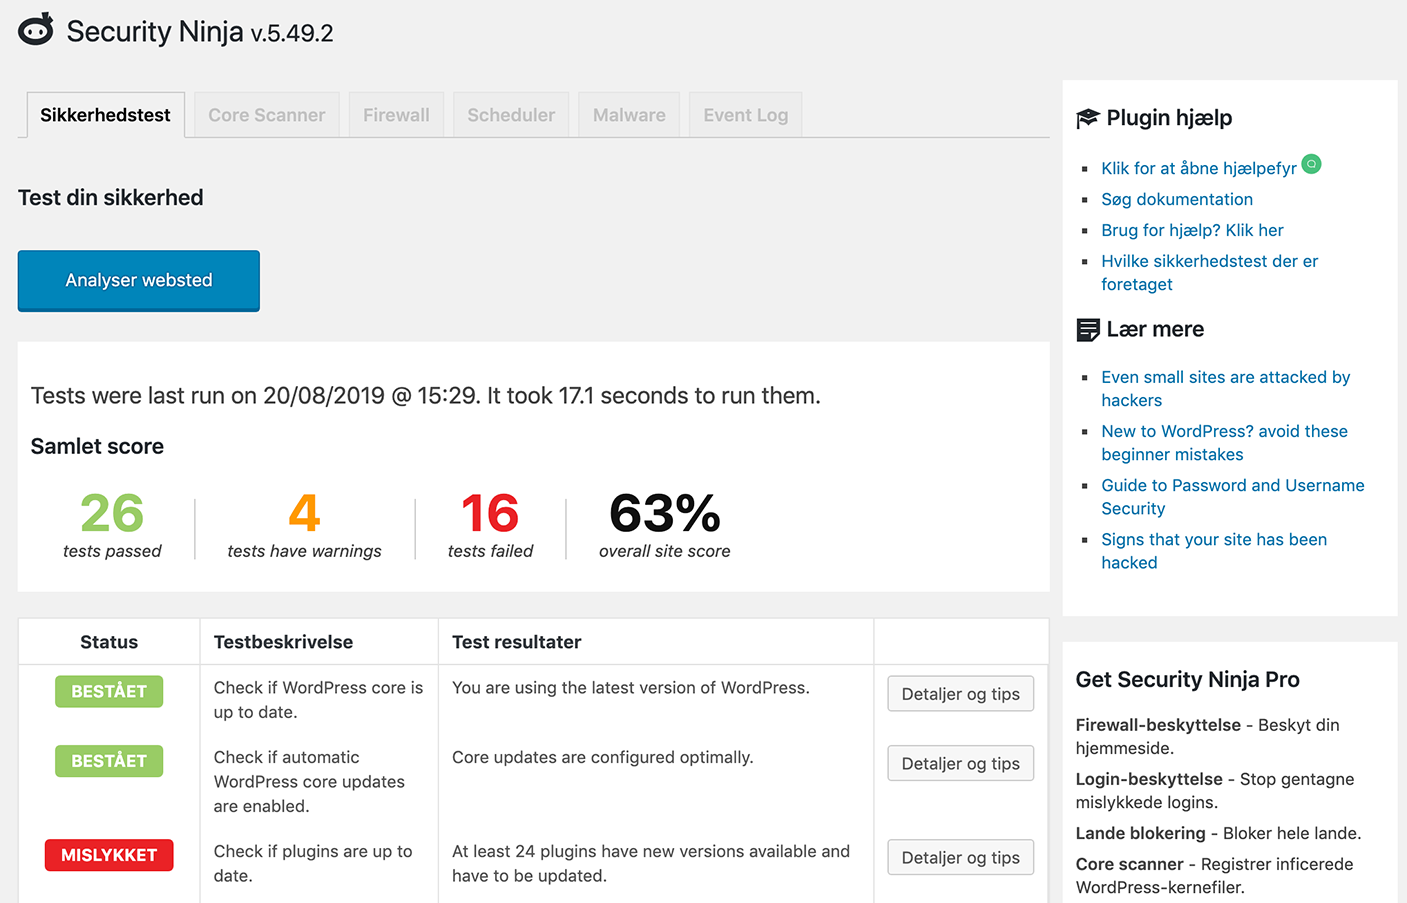 Security Ninja v.5.49.2
Sikkerhedstest
Core Scanner
Firewall
Scheduler
Malware
Event Log
Test din sikkerhed
Analyser websted
Tests were last run on 20/08/2019 @ 15:29. It took 17.1 seconds to run them.
Samlet score
26
tests passed
4
tests have warnings
16
tests failed
63%
overall site score
Status
Testbeskrivelse
Test resultater
BESTÅET
Check if WordPress core is
up to date.
You are using the latest version of WordPress.
Detaljer og tips
BESTÅET
Check if automatic
WordPress core updates
are enabled.
Core updates are configured optimally.
Detaljer og tips
MISLYKKET
Check if plugins are up to
date.
At least 24 plugins have new versions available and
have to be updated.
Detaljer og tips
Plugin hjælp
Klik for at åbne hjælpefyr
Søg dokumentation
Brug for hjælp? Klik her
Hvilke sikkerhedstest der er
foretaget
Lær mere
Even small sites are attacked by
hackers
New to WordPress? avoid these
beginner mistakes
Guide to Password and Username
Security
Signs that your site has been
hacked
Get Security Ninja Pro
Firewall-beskyttelse - Beskyt din
hjemmeside.
Login-beskyttelse - Stop gentagne
mislykkede logins.
Lande blokering - Bloker hele lande.
Core scanner - Registrer inficerede
WordPress-kernefiler.